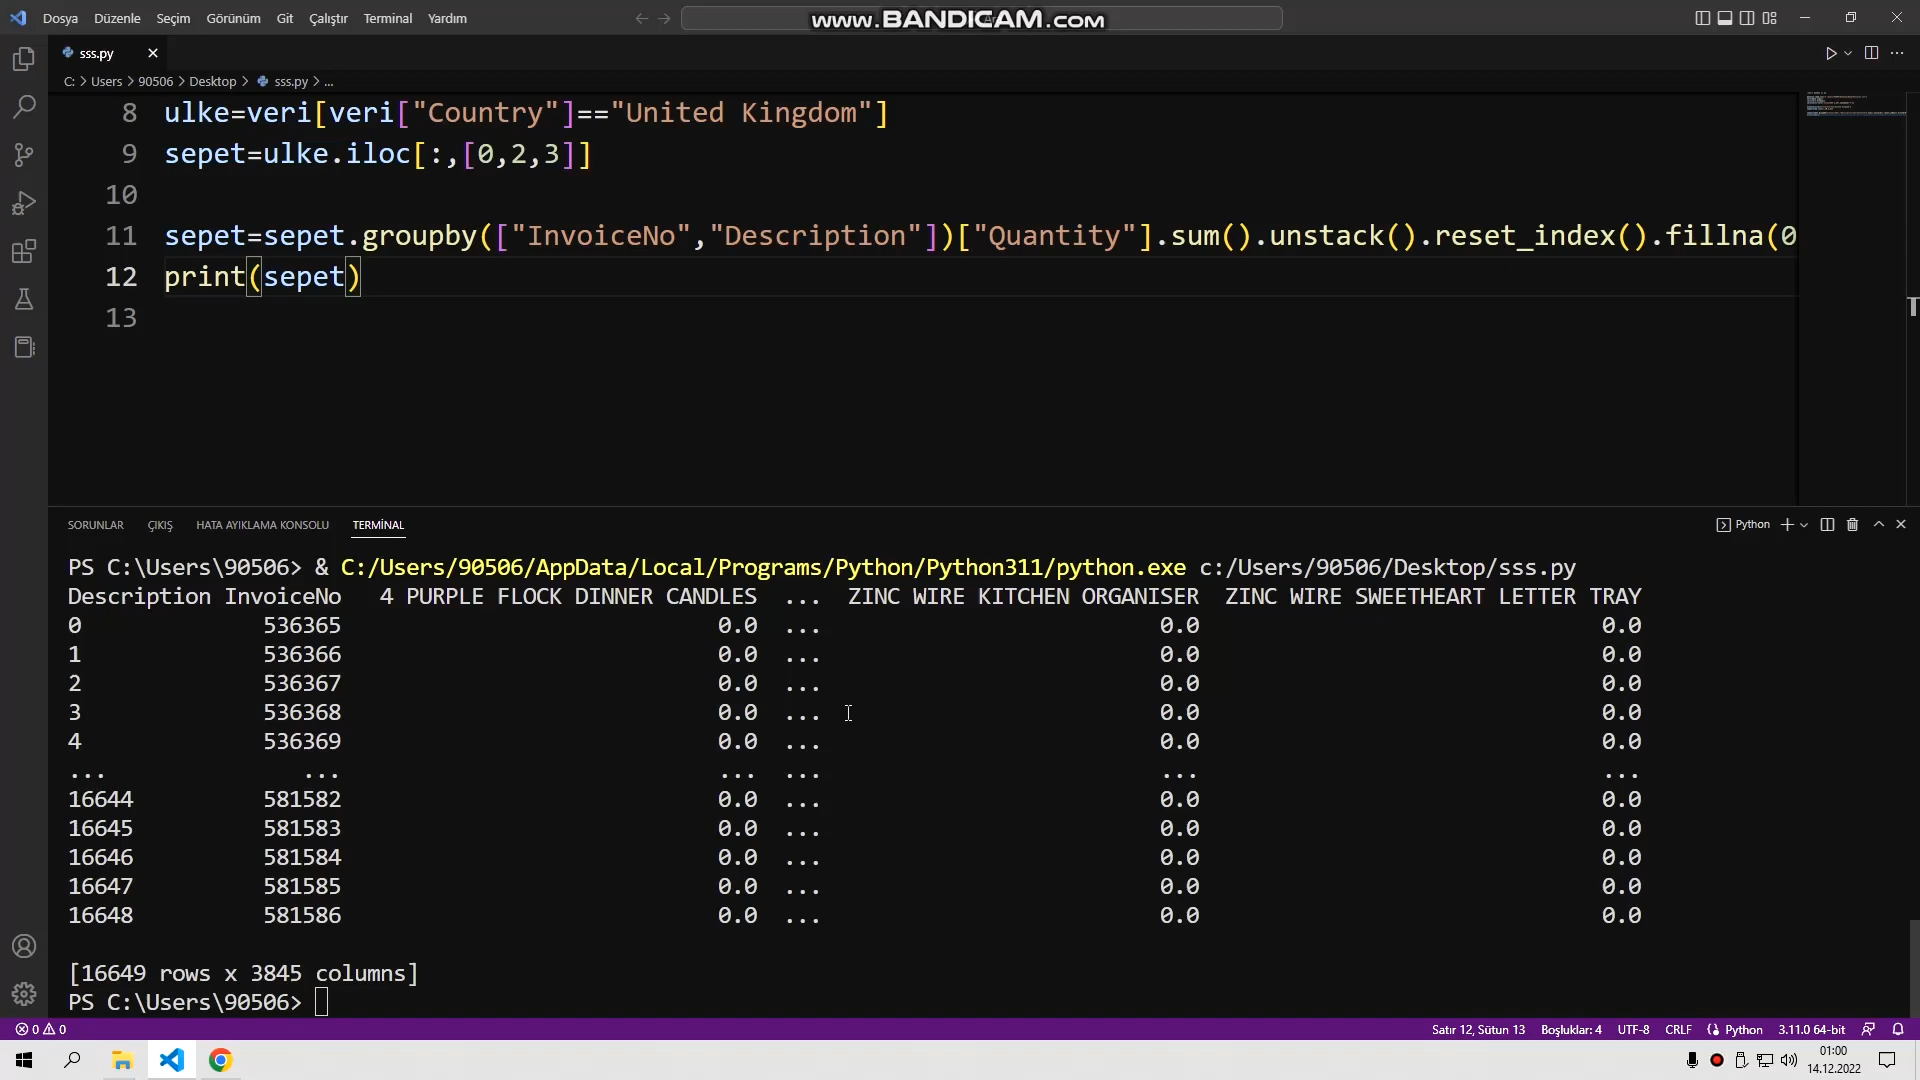 Dosya Düzenle Seçim Görünüm Git Çalıştır Terminal Yardım
www.BANDICAM.com
sss.py
C: > Users > 90506 > Desktop > sss.py > ...
8 ulke=veri[veri["Country"]=="United Kingdom"]
9 sepet=ulke.iloc[:,[0,2,3]]
10
11 sepet=sepet.groupby(["InvoiceNo","Description"])["Quantity"].sum().unstack().reset_index().fillna(0
12 print(sepet)
13
SORUNLAR ÇIKIŞ HATA AYIKLAMA KONSOLU TERMİNAL
Python
PS C:\Users\90506> & C:/Users/90506/AppData/Local/Programs/Python/Python311/python.exe c:/Users/90506/Desktop/sss.py
Description InvoiceNo 4 PURPLE FLOCK DINNER CANDLES ... ZINC WIRE KITCHEN ORGANISER ZINC WIRE SWEETHEART LETTER TRAY
0 536365 0.0 ... 0.0 0.0
1 536366 0.0 ... 0.0 0.0
2 536367 0.0 ... 0.0 0.0
3 536368 0.0 ... 0.0 0.0
4 536369 0.0 ... 0.0 0.0
... ... ... ... ... ...
16644 581582 0.0 ... 0.0 0.0
16645 581583 0.0 ... 0.0 0.0
16646 581584 0.0 ... 0.0 0.0
16647 581585 0.0 ... 0.0 0.0
16648 581586 0.0 ... 0.0 0.0
[16649 rows x 3845 columns]
PS C:\Users\90506>
0 0 Satır 12, Sütun 13 Boşluklar: 4 UTF-8 CRLF Python 3.11.0 64-bit
01:00
14.12.2022